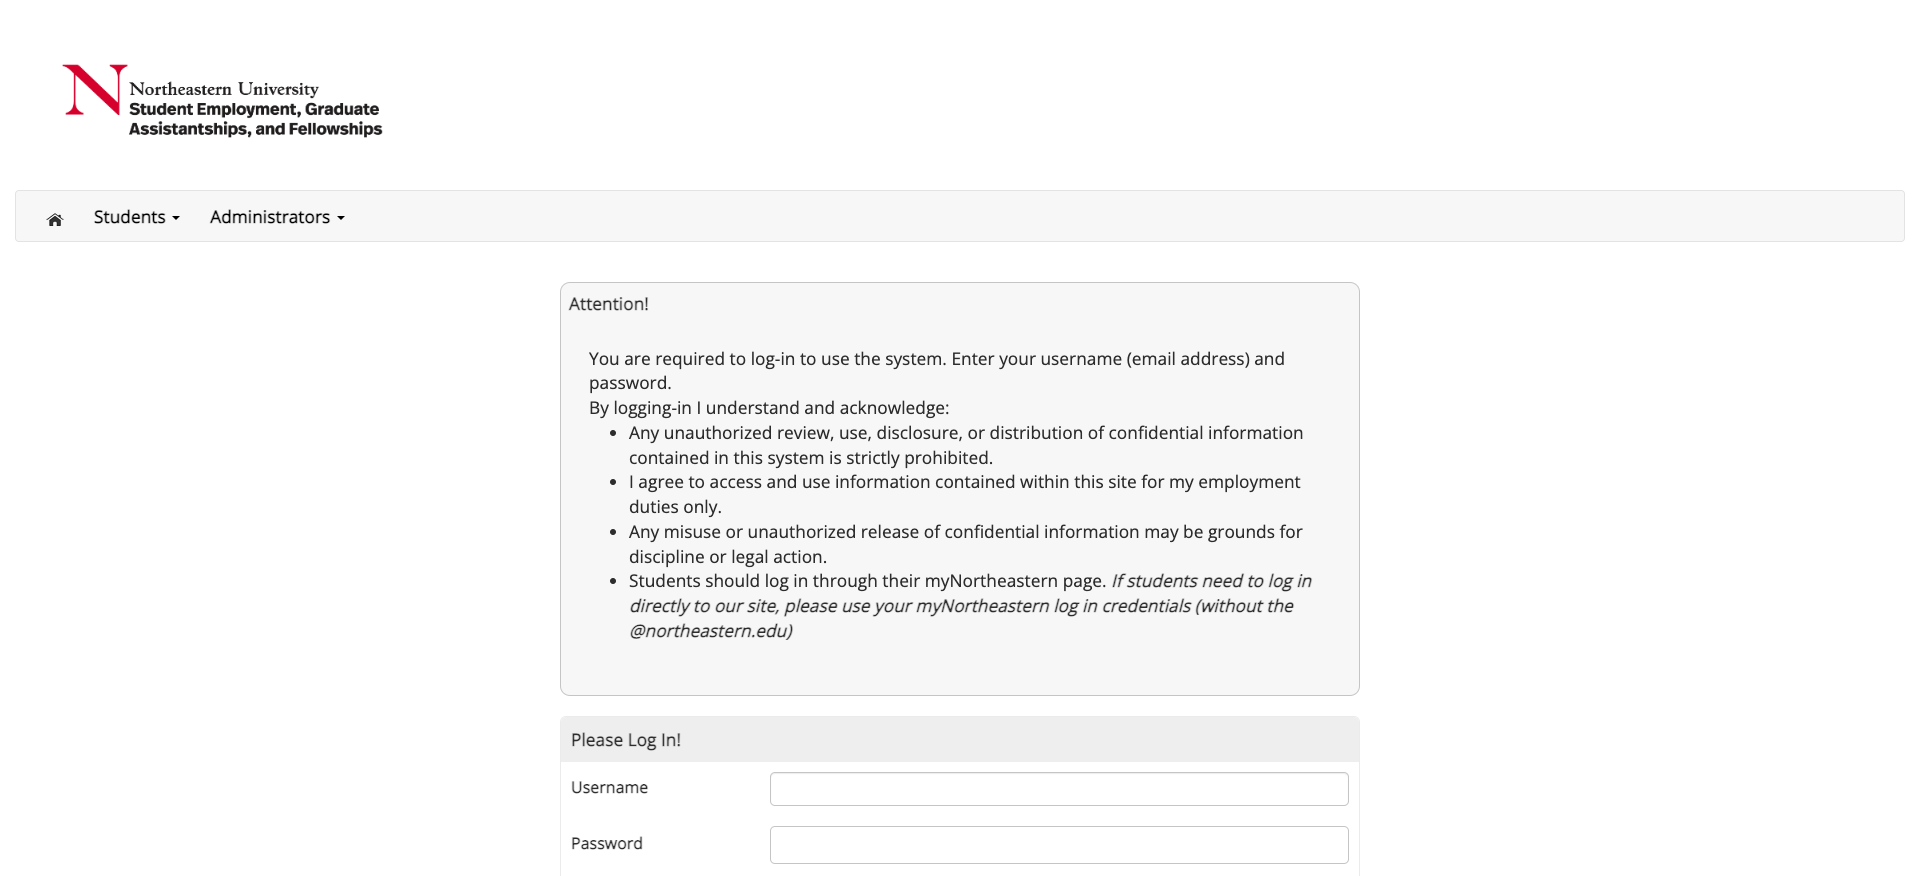 N Northeastern University
Student Employment, Graduate
Assistantships, and Fellowships
Students Administrators
Attention!
You are required to log-in to use the system. Enter your username (email address) and
password.
By logging-in I understand and acknowledge:
• Any unauthorized review, use, disclosure, or distribution of confidential information
contained in this system is strictly prohibited.
• I agree to access and use information contained within this site for my employment
duties only.
• Any misuse or unauthorized release of confidential information may be grounds for
discipline or legal action.
• Students should log in through their myNortheastern page. If students need to log in
directly to our site, please use your myNortheastern log in credentials (without the
@northeastern.edu)
Please Log In!
Username
Password